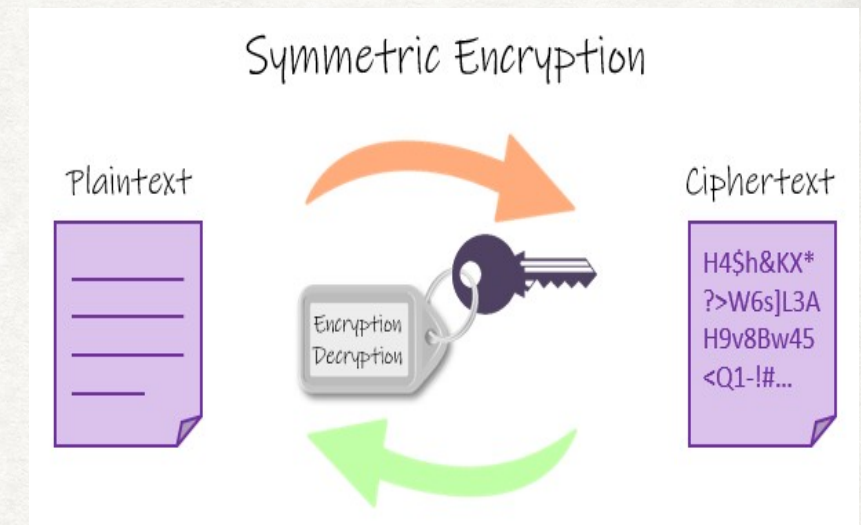 Symmetric Encryption
Plaintext
Ciphertext
Encryption
Decryption
H4$h&KX*
?>W6s]L3A
H9v8Bw45
<Q1-!#...